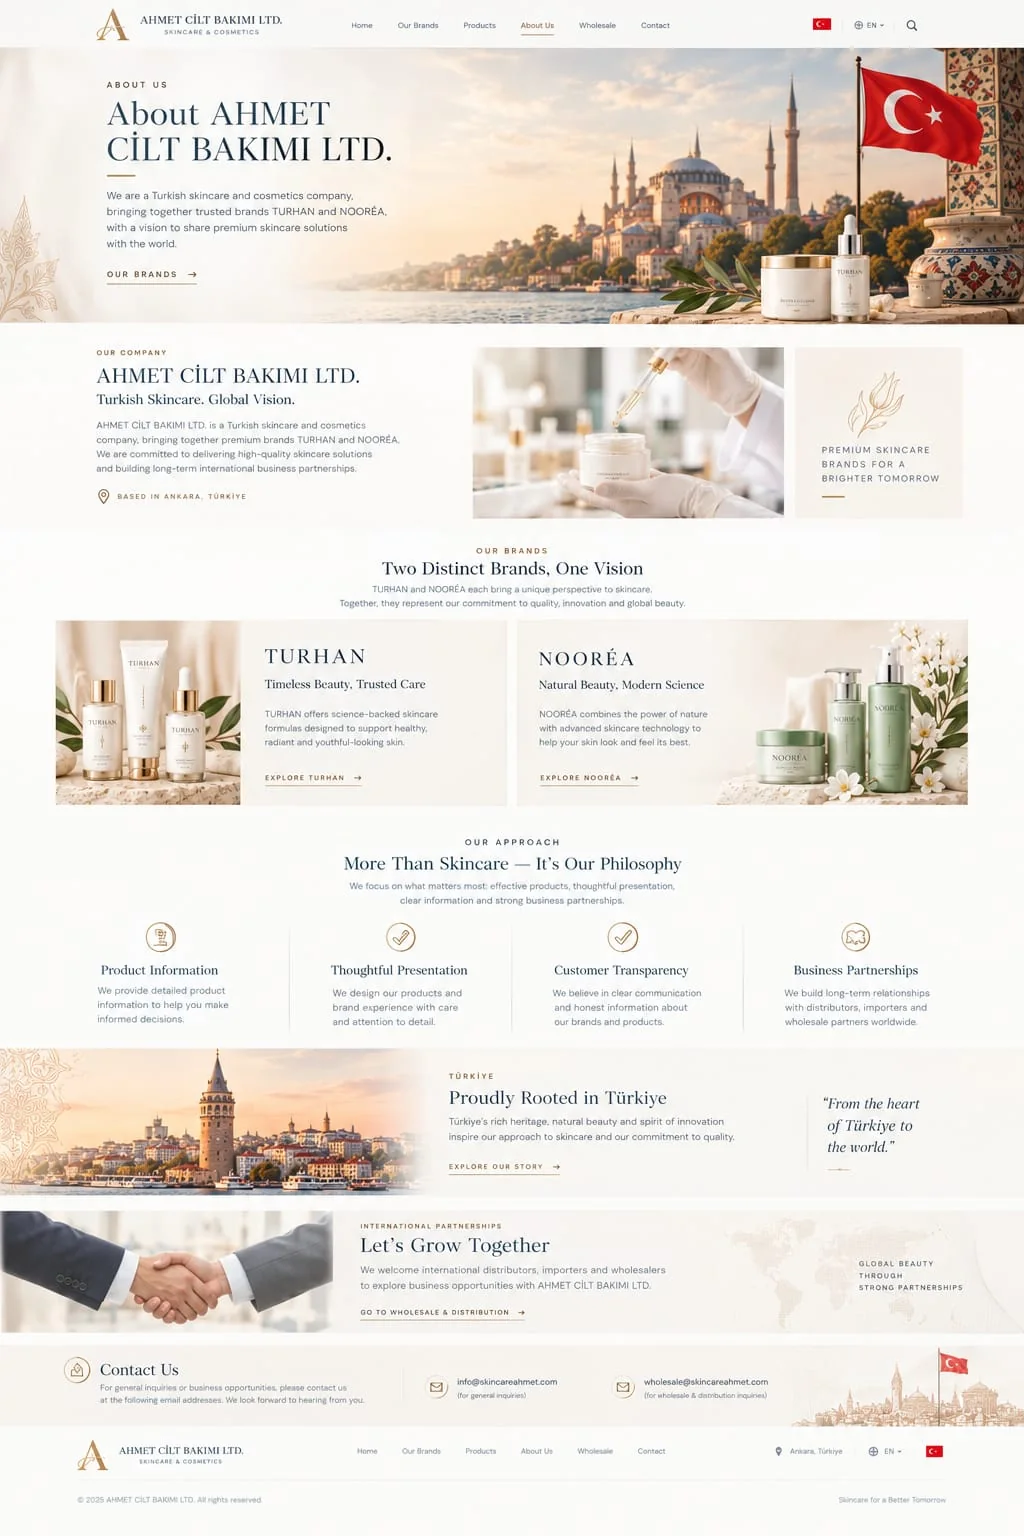 AHMET CİLT BAKIMI LTD.
SKINCARE & COSMETICS
Home
Our Brands
Products
About Us
Wholesale
Contact
EN
ABOUT US
About AHMET
CİLT BAKIMI LTD.
We are a Turkish skincare and cosmetics company,
bringing together trusted brands TURHAN and NOORÉA,
with a vision to share premium skincare solutions
with the world.
OUR BRANDS
TURHAN
OUR COMPANY
AHMET CİLT BAKIMI LTD.
Turkish Skincare. Global Vision.
AHMET CİLT BAKIMI LTD. is a Turkish skincare and cosmetics
company, bringing together premium brands TURHAN and NOORÉA.
We are committed to delivering high-quality skincare solutions
and building long-term international business partnerships.
BASED IN ANKARA, TÜRKİYE
PREMIUM SKINCARE
BRANDS FOR A
BRIGHTER TOMORROW
OUR BRANDS
Two Distinct Brands, One Vision
TURHAN and NOORÉA each bring a unique perspective to skincare.
Together, they represent our commitment to quality, innovation and global beauty.
TURHAN
TURHAN
TURHAN
TURHAN
Timeless Beauty, Trusted Care
TURHAN offers science-backed skincare
formulas designed to support healthy,
radiant and youthful-looking skin.
EXPLORE TURHAN
NOORÉA
Natural Beauty, Modern Science
NOORÉA combines the power of nature
with advanced skincare technology to
help your skin look and feel its best.
EXPLORE NOORÉA
NOORÉA
NOORÉA
NOORÉA
OUR APPROACH
More Than Skincare — It's Our Philosophy
We focus on what matters most: effective products, thoughtful presentation,
clear information and strong business partnerships.
Product Information
We provide detailed product
information to help you make
informed decisions.
Thoughtful Presentation
We design our products and
brand experience with care
and attention to detail.
Customer Transparency
We believe in clear communication
and honest information about
our brands and products.
Business Partnerships
We build long-term relationships
with distributors, importers and
wholesale partners worldwide.
TÜRKİYE
Proudly Rooted in Türkiye
Türkiye's rich heritage, natural beauty and spirit of innovation
inspire our approach to skincare and our commitment to quality.
EXPLORE OUR STORY
“From the heart
of Türkiye to
the world.”
INTERNATIONAL PARTNERSHIPS
Let's Grow Together
We welcome international distributors, importers and wholesalers
to explore business opportunities with AHMET CİLT BAKIMI LTD.
GO TO WHOLESALE & DISTRIBUTION
GLOBAL BEAUTY
THROUGH
STRONG PARTNERSHIPS
Contact Us
For general inquiries or business opportunities, please contact us
at the following email addresses. We look forward to hearing from you.
info@skincareahmet.com
(for general inquiries)
wholesale@skincareahmet.com
(for wholesale & distribution inquiries)
AHMET CİLT BAKIMI LTD.
SKINCARE & COSMETICS
Home
Our Brands
Products
About Us
Wholesale
Contact
Ankara, Türkiye
EN
© 2025 AHMET CİLT BAKIMI LTD. All rights reserved.
Skincare for a Better Tomorrow